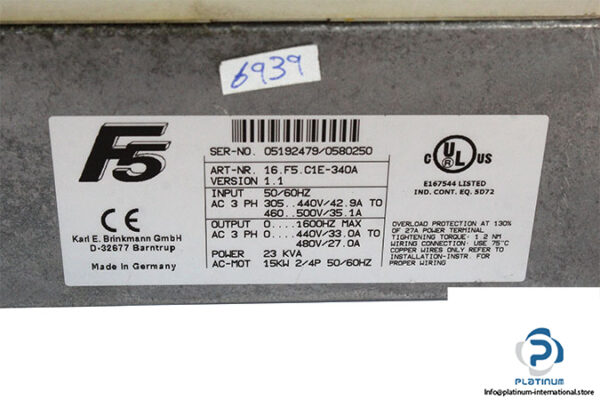 6939
F5
SER-NO. 05192479/0580250
ART-NR. 16.F5.C1E-340A
VERSION 1.1
INPUT 50/60HZ
AC 3 PH 305..440V/42.9A TO
460..500V/35.1A
OUTPUT 0....1600HZ MAX
AC 3 PH 0....440V/33.0A TO
480V/27.0A
POWER 23 KVA
AC-MOT 15KW 2/4P 50/60HZ
CE
Karl E. Brinkmann GmbH
D-32677 Barntrup
Made in Germany
C UL US
LISTED
E167544 LISTED
IND. CONT. EQ. 5D72
OVERLOAD PROTECTION AT 130%
OF 27A POWER TERMINAL
TIGHTENING TORQUE: 1.2 NM
WIRING CONNECTION: USE 75°C
COPPER WIRES ONLY REFER TO
INSTALLATION-INSTR. FOR
PROPER WIRING
PLATINUM
Info@platinum-international.store